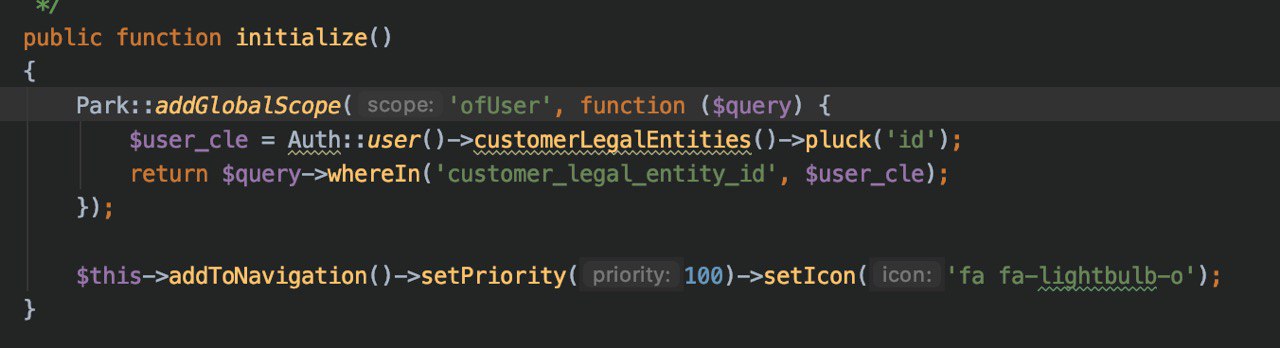 */
public function initialize()
{
Park::addGlobalScope( scope: 'ofUser', function ($query) {
$user_cle = Auth::user()->customerLegalEntities()->pluck('id');
return $query->whereIn('customer_legal_entity_id', $user_cle);
});
$this->addToNavigation()->setPriority( priority: 100)->setIcon( icon: 'fa fa-lightbulb-o');
}